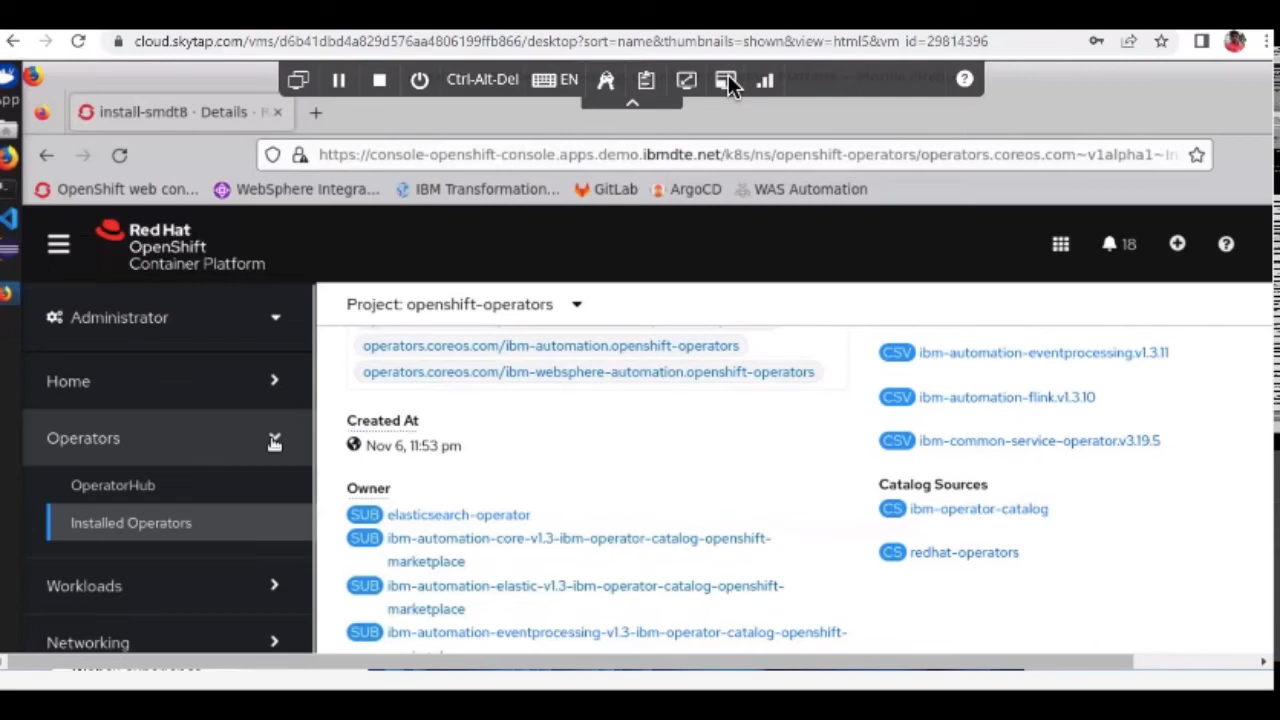 cloud.skytap.com/vms/d6b41dbd4a829d576aa4806199ffb866/desktop?sort=name&thumbnails=shown&view=html5&vm_id=29814396
Ctrl-Alt-Del
EN
install-smdt8 · Details ·
https://console-openshift-console.apps.demo.ibmdte.net/k8s/ns/openshift-operators/operators.coreos.com~v1alpha1~In
OpenShift web con...
WebSphere Integra...
IBM Transformation...
GitLab
ArgoCD
WAS Automation
Red Hat
OpenShift
Container Platform
18
Administrator
Home
Operators
OperatorHub
Installed Operators
Workloads
Networking
Project: openshift-operators
operators.coreos.com/ibm-automation.openshift-operators
operators.coreos.com/ibm-websphere-automation.openshift-operators
Created At
Nov 6, 11:53 pm
Owner
SUB elasticsearch-operator
SUB ibm-automation-core-v1.3-ibm-operator-catalog-openshift-
marketplace
SUB ibm-automation-elastic-v1.3-ibm-operator-catalog-openshift-
marketplace
SUB ibm-automation-eventprocessing-v1.3-ibm-operator-catalog-openshift-
CSV ibm-automation-eventprocessing.v1.3.11
CSV ibm-automation-flink.v1.3.10
CSV ibm-common-service-operator.v3.19.5
Catalog Sources
CS ibm-operator-catalog
CS redhat-operators